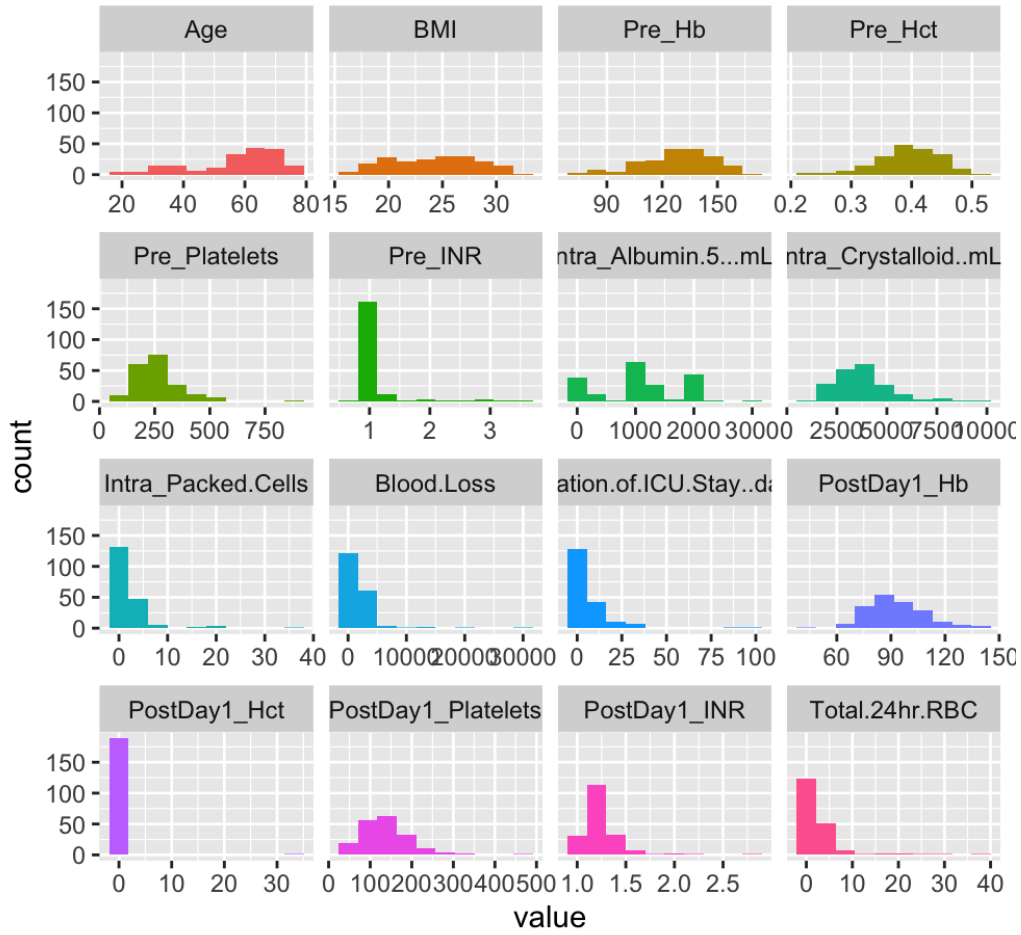 Age BMI Pre_Hb Pre_Hct
150
100
50
0
20 40 60 80 15 20 25 30 90 120 150 0.2 0.3 0.4 0.5
Pre_Platelets Pre_INR ntra_Albumin.5...mL ntra_Crystalloid..mL
150
100
50
0
0 250 500 750 1 2 3 0 1000 2000 3000 0 2500 5000 7500 10000
Intra_Packed.Cells Blood.Loss ation.of.ICU.Stay..da PostDay1_Hb
150
100
50
0
0 10 20 30 40 0 10000 20000 30000 0 25 50 75 100 60 90 120 150
PostDay1_Hct PostDay1_Platelets PostDay1_INR Total.24hr.RBC
150
100
50
0
0 10 20 30 0 100 200 300 400 500 1.0 1.5 2.0 2.5 0 10 20 30 40
value
count